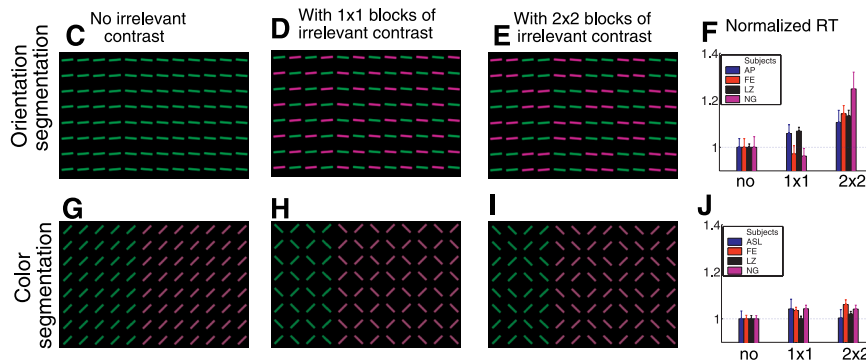 C
No irrelevant
contrast
D
With 1x1 blocks of
irrelevant contrast
E
With 2x2 blocks of
irrelevant contrast
F
Normalized RT
Orientation
segmentation
1.4
1.2
1
Subjects
AP
FE
LZ
NG
no
1x1
2x2
G
H
I
J
Color
segmentation
1.4
1.2
1
Subjects
ASL
FE
LZ
NG
no
1x1
2x2